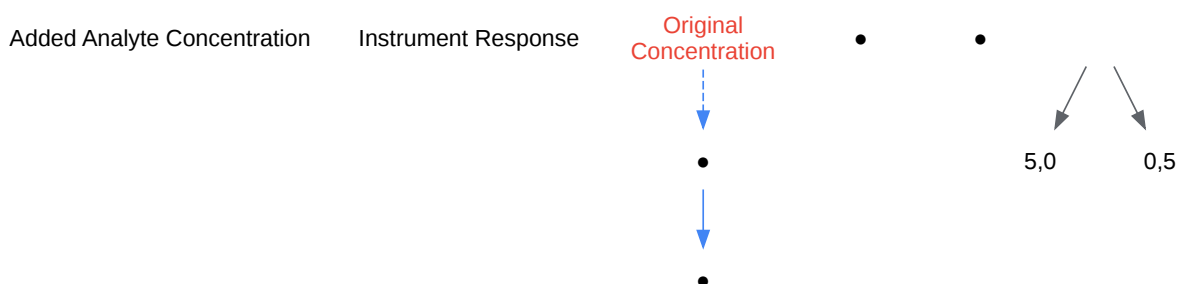 Added Analyte Concentration
Instrument Response
Original
Concentration
5,0
0,5